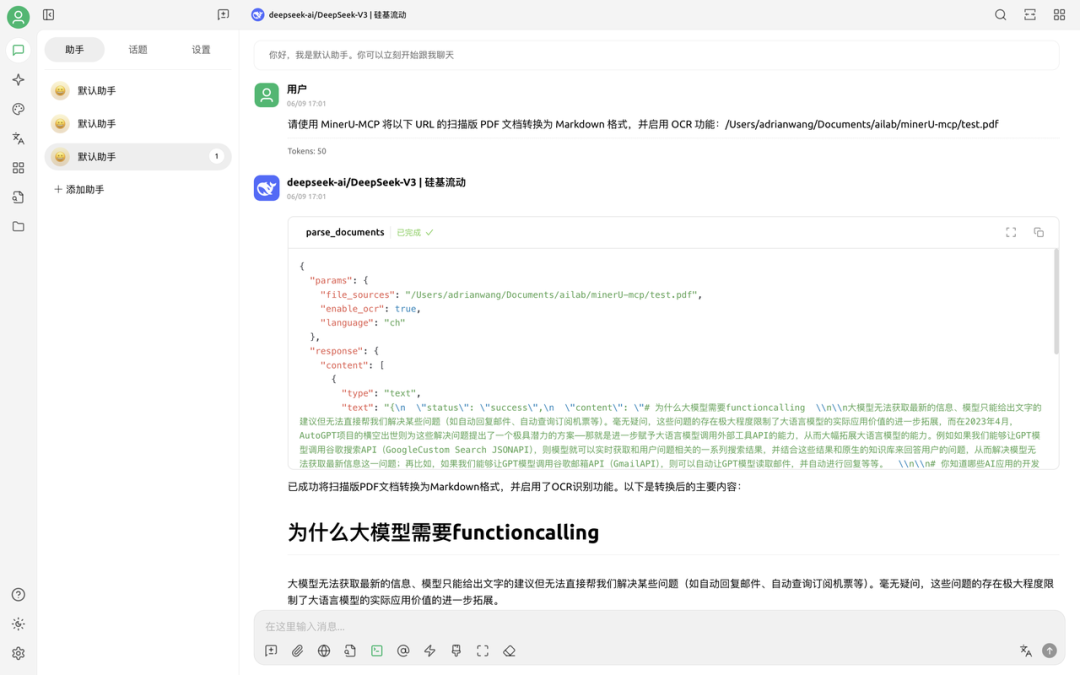 deepseek-ai/DeepSeek-V3 | 硅基流动
助手
话题
设置
默认助手
默认助手
默认助手
1
添加助手
你好，我是默认助手。你可以立刻开始跟我聊天
用户
06/09 17:01
请使用 MinerU-MCP 将以下 URL 的扫描版 PDF 文档转换为 Markdown 格式，并启用 OCR 功能：/Users/adrianwang/Documents/ailab/minerU-mcp/test.pdf
Tokens: 50
deepseek-ai/DeepSeek-V3 | 硅基流动
06/09 17:01
parse_documents
已完成
{
"params": {
"file_sources": "/Users/adrianwang/Documents/ailab/minerU-mcp/test.pdf",
"enable_ocr": true,
"language": "ch"
},
"response": {
"content": [
{
"type": "text",
"text": "{\n  \"status\": \"success\",\n  \"content\": \"# 为什么大模型需要functioncalling  \\n\\n大模型无法获取最新的信息、模型只能给出文字的
建议但无法直接帮我们解决某些问题（如自动回复邮件、自动查询订阅机票等）。毫无疑问，这些问题的存在极大程度限制了大语言模型的实际应用价值的进一步拓展，而在2023年4月，
AutoGPT项目的横空出世则为这些解决问题提出了一个极具潜力的方案——那就是进一步赋予大语言模型调用外部工具API的能力，从而大幅拓展大语言模型的能力。例如如果我们能够让GPT模
型调用谷歌搜索API（GoogleCustom Search JSONAPI），则模型就可以实时获取和用户问题相关的一系列搜索结果，并结合这些结果和原生的知识库来回答用户的问题，从而解决模型无
法获取最新信息这一问题；再比如，如果我们能够让GPT模型调用谷歌邮箱API（GmailAPI），则可以自动让GPT模型读取邮件，并自动进行回复等等。  \\n\\n# 你知道哪些AI应用的开发
已成功将扫描版PDF文档转换为Markdown格式，并启用了OCR识别功能。以下是转换后的主要内容：
为什么大模型需要functioncalling
大模型无法获取最新的信息、模型只能给出文字的建议但无法直接帮我们解决某些问题（如自动回复邮件、自动查询订阅机票等）。毫无疑问，这些问题的存在极大程度限
制了大语言模型的实际应用价值的进一步拓展。
在这里输入消息...